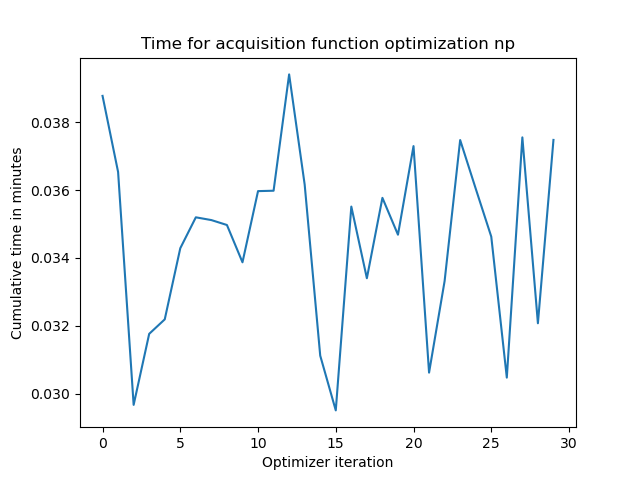 Time for acquisition function optimization np
Cumulative time in minutes
0.038
0.036
0.034
0.032
0.030
0 5 10 15 20 25 30
Optimizer iteration